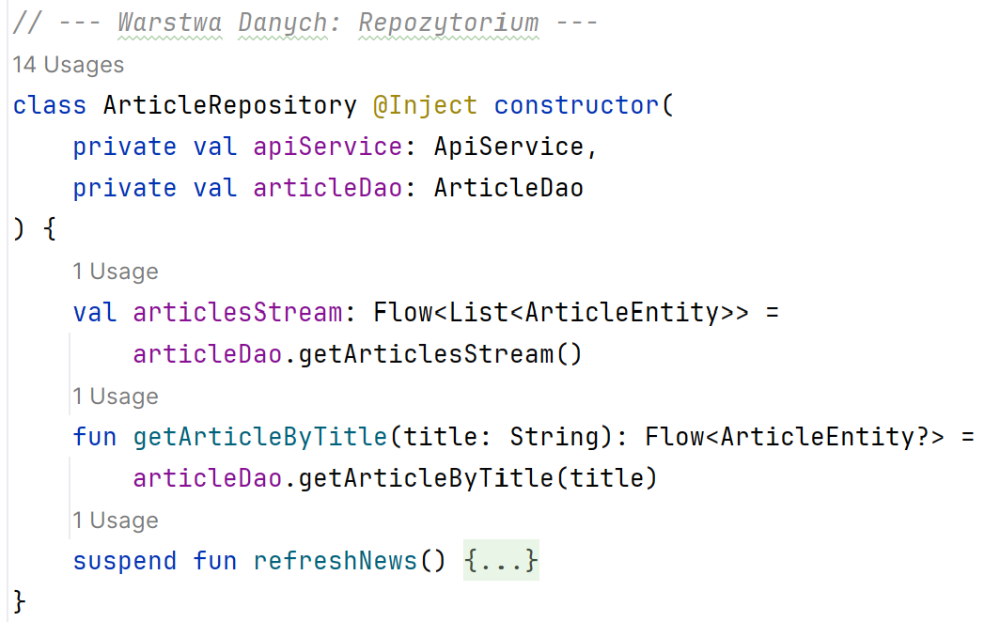 // --- Warstwa Danych: Repozytorium ---
14 Usages
class ArticleRepository @Inject constructor(
    private val apiService: ApiService,
    private val articleDao: ArticleDao
) {
    1 Usage
    val articlesStream: Flow<List<ArticleEntity>> =
        articleDao.getArticlesStream()
    1 Usage
    fun getArticleByTitle(title: String): Flow<ArticleEntity?> =
        articleDao.getArticleByTitle(title)
    1 Usage
    suspend fun refreshNews() {...}
}